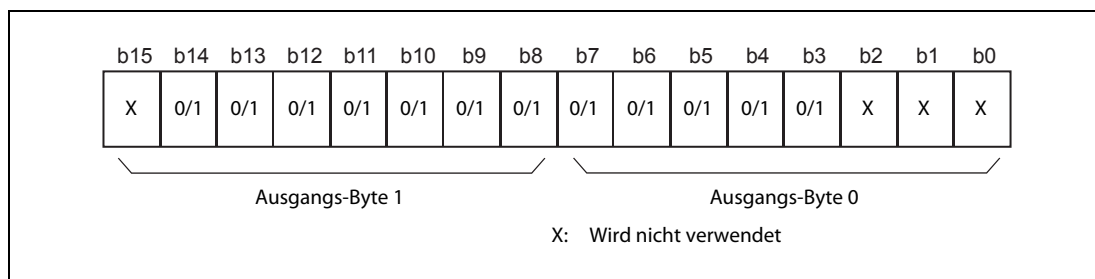 b15 b14 b13 b12 b11 b10 b9 b8 b7 b6 b5 b4 b3 b2 b1 b0
X 0/1 0/1 0/1 0/1 0/1 0/1 0/1 0/1 0/1 0/1 0/1 0/1 X X X
Ausgangs-Byte 1 Ausgangs-Byte 0
X: Wird nicht verwendet